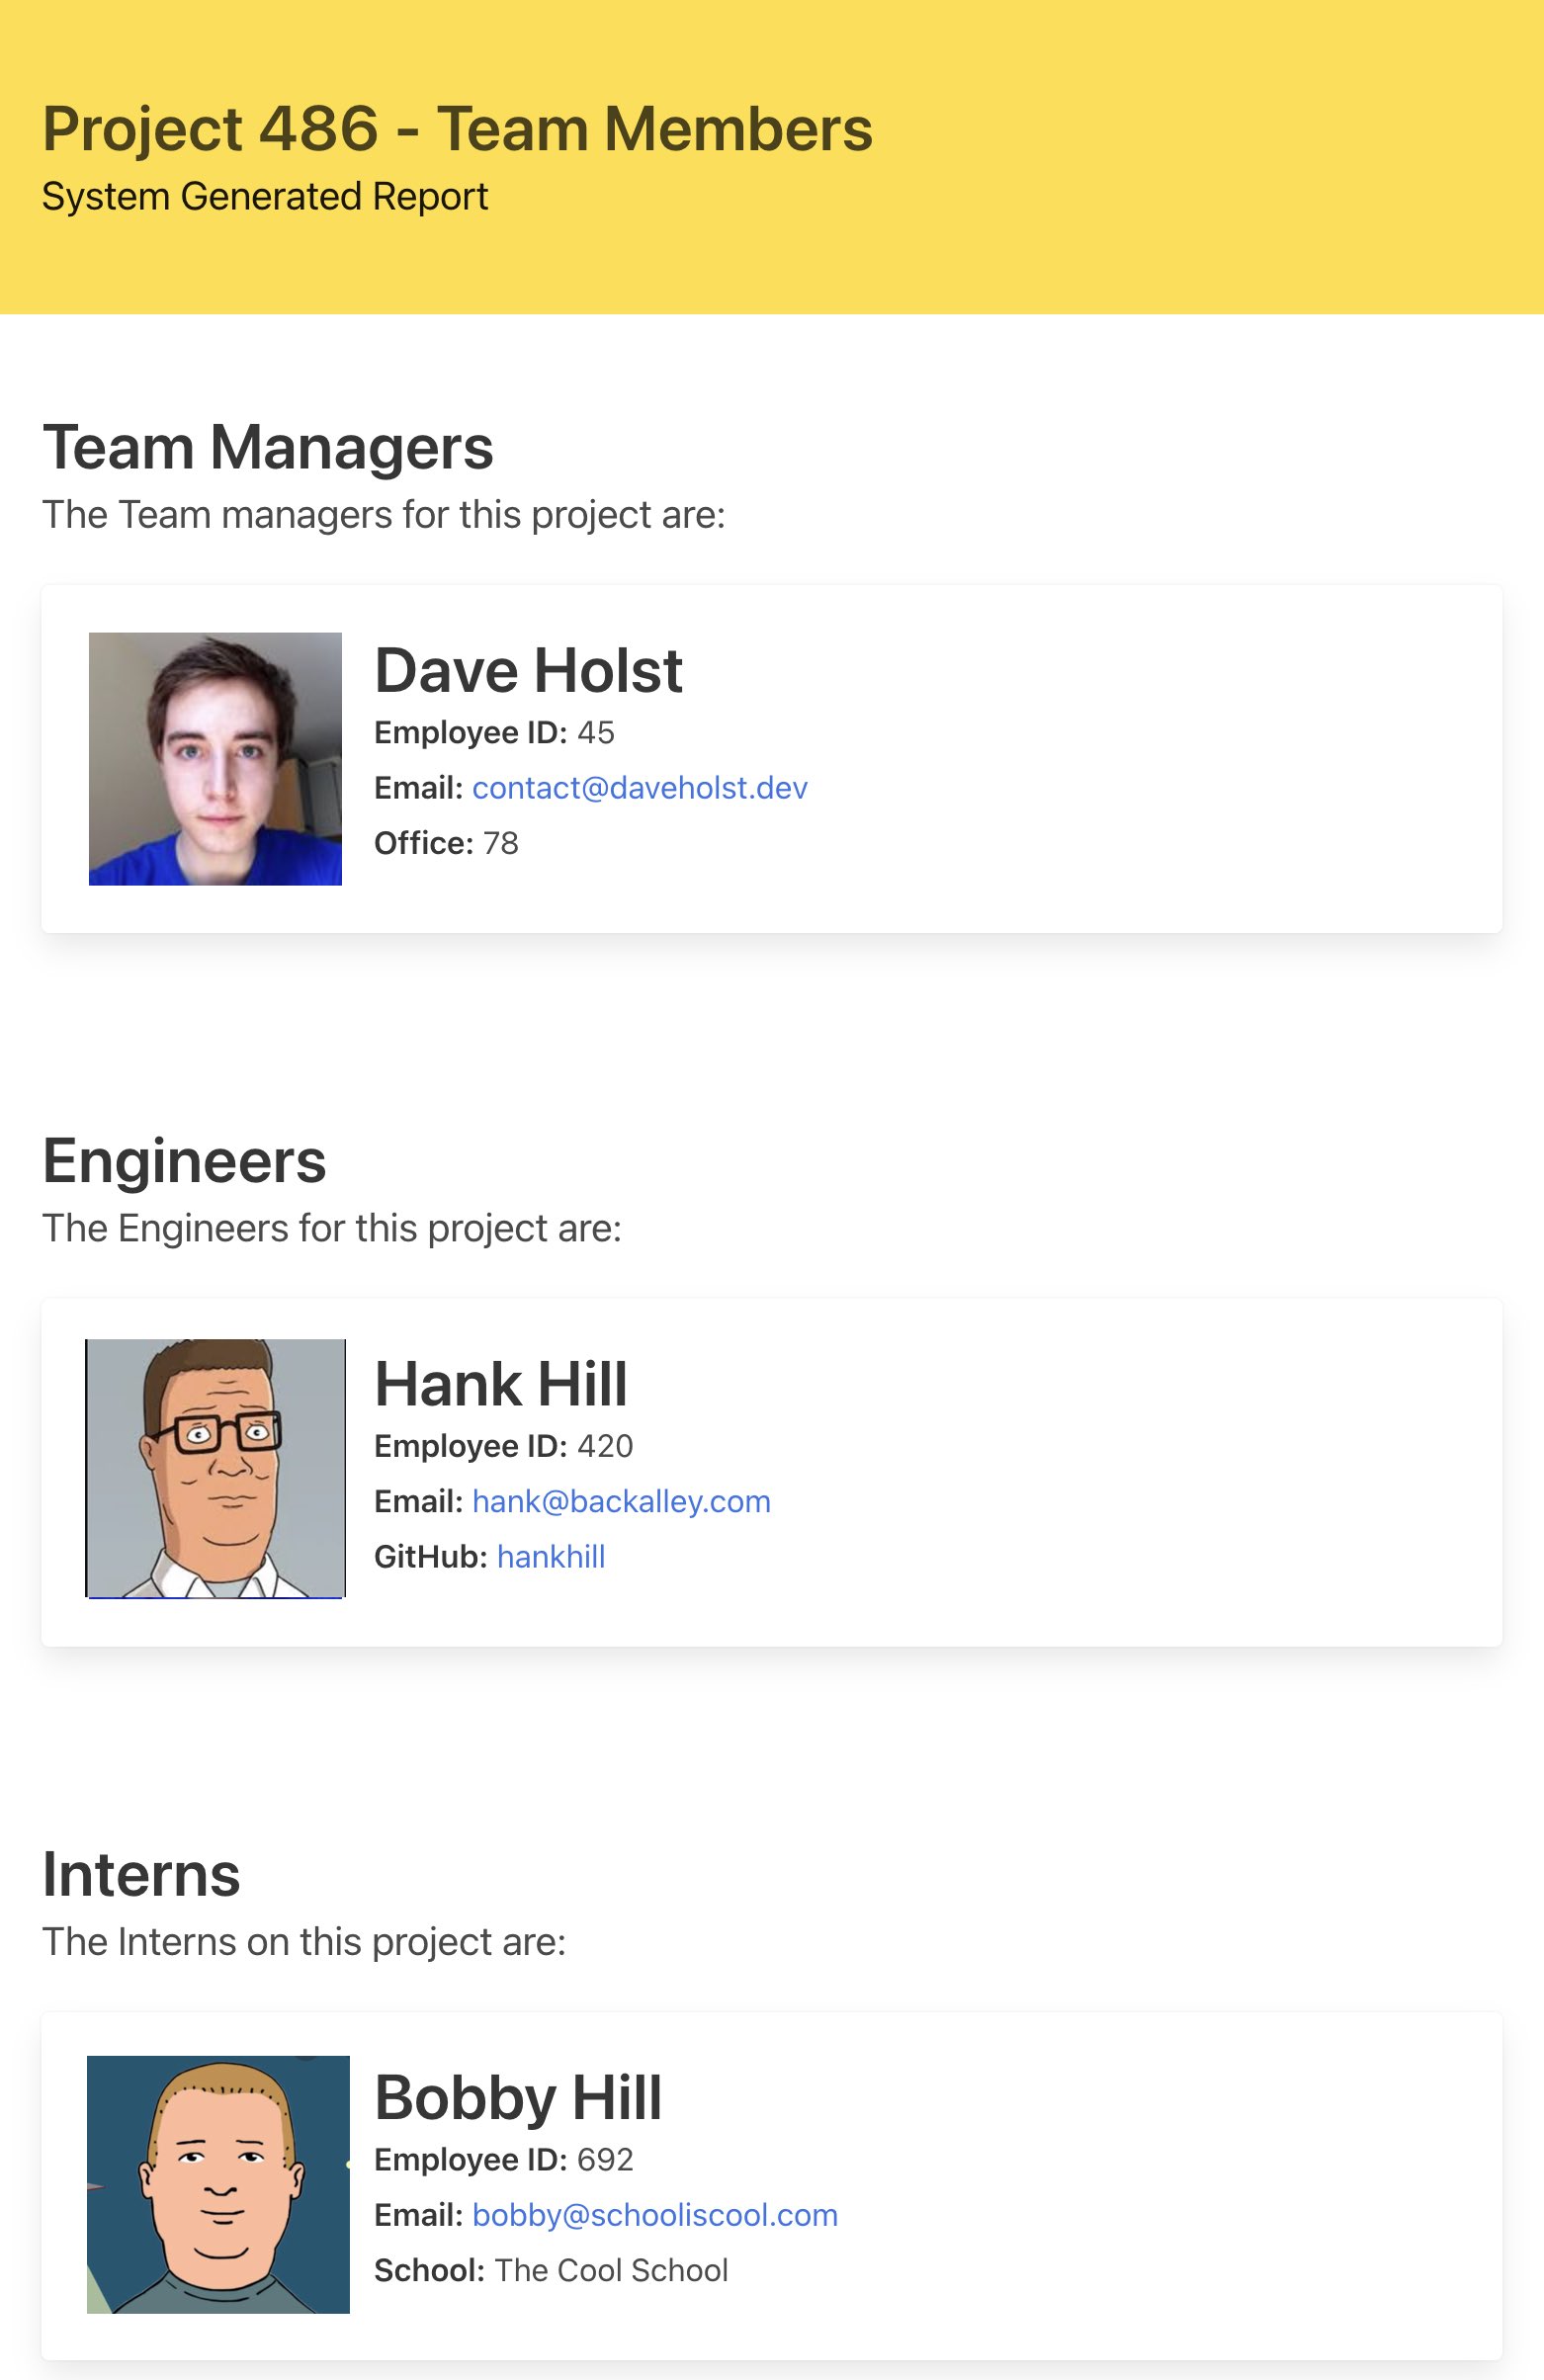 Project 486 - Team Members
System Generated Report
Team Managers
The Team managers for this project are:
Dave Holst
Employee ID: 45
Email: contact@daveholst.dev
Office: 78
Engineers
The Engineers for this project are:
Hank Hill
Employee ID: 420
Email: hank@backalley.com
GitHub: hankhill
Interns
The Interns on this project are:
Bobby Hill
Employee ID: 692
Email: bobby@schooliscool.com
School: The Cool School